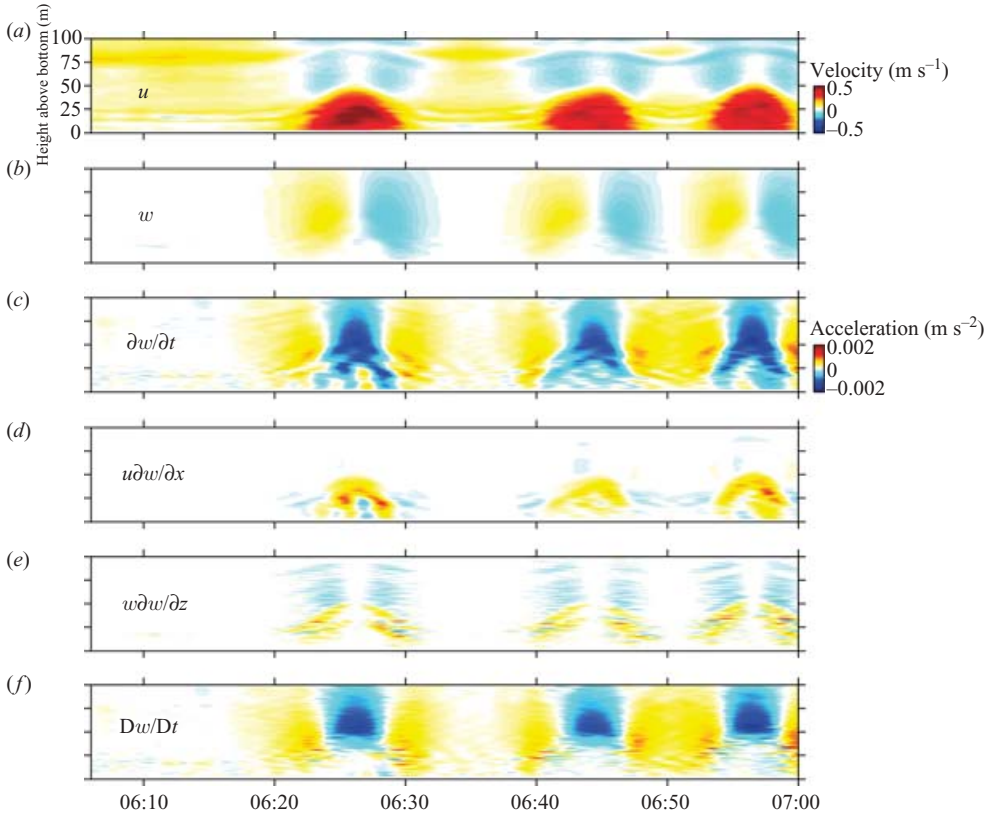 (a)
Height above bottom (m)
100
75
50
25
0
u
Velocity (m s–1)
0.5
0
–0.5
(b)
w
(c)
∂w/∂t
Acceleration (m s–2)
0.002
0
–0.002
(d)
u∂w/∂x
(e)
w∂w/∂z
(f)
Dw/Dt
06:10 06:20 06:30 06:40 06:50 07:00